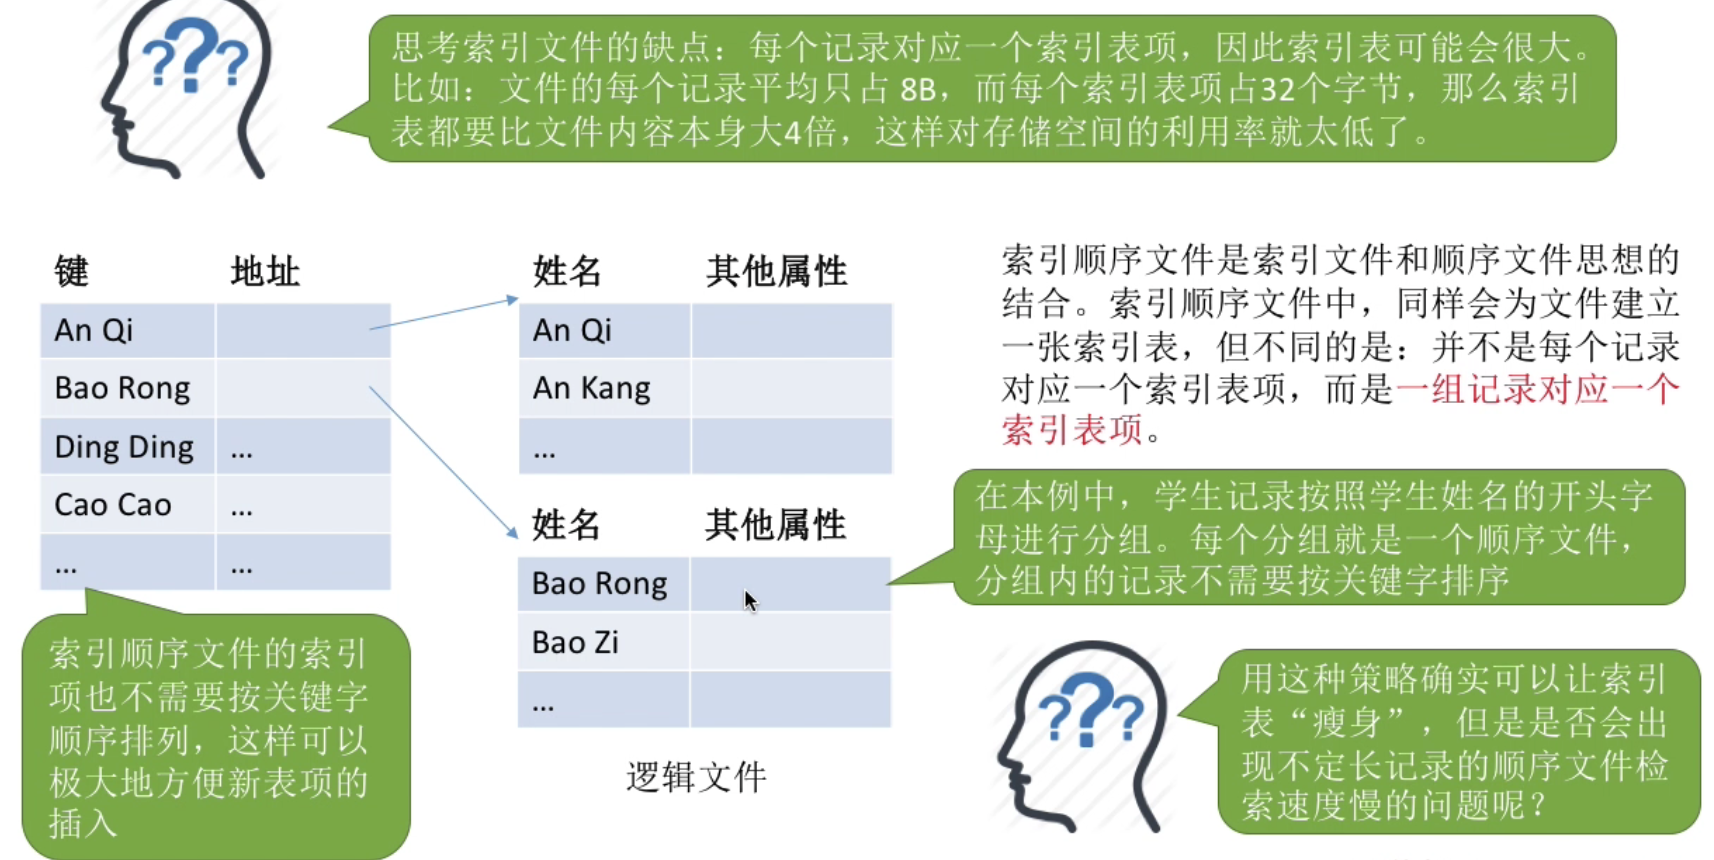 ???
思考索引文件的缺点：每个记录对应一个索引表项，因此索引表可能会很大。
比如：文件的每个记录平均只占 8B，而每个索引表项占32个字节，那么索引
表都要比文件内容本身大4倍，这样对存储空间的利用率就太低了。
键 地址
An Qi
Bao Rong
Ding Ding ...
Cao Cao ...
... ...
姓名 其他属性
An Qi
An Kang
...
姓名 其他属性
Bao Rong
Bao Zi
...
逻辑文件
索引顺序文件是索引文件和顺序文件思想的
结合。索引顺序文件中，同样会为文件建立
一张索引表，但不同的是：并不是每个记录
对应一个索引表项，而是一组记录对应一个
索引表项。
在本例中，学生记录按照学生姓名的开头字
母进行分组。每个分组就是一个顺序文件，
分组内的记录不需要按关键字排序
索引顺序文件的索引
项也不需要按关键字
顺序排列，这样可以
极大地方便新表项的
插入
???
用这种策略确实可以让索引
表“瘦身”，但是是否会出
现不定长记录的顺序文件检
索速度慢的问题呢？